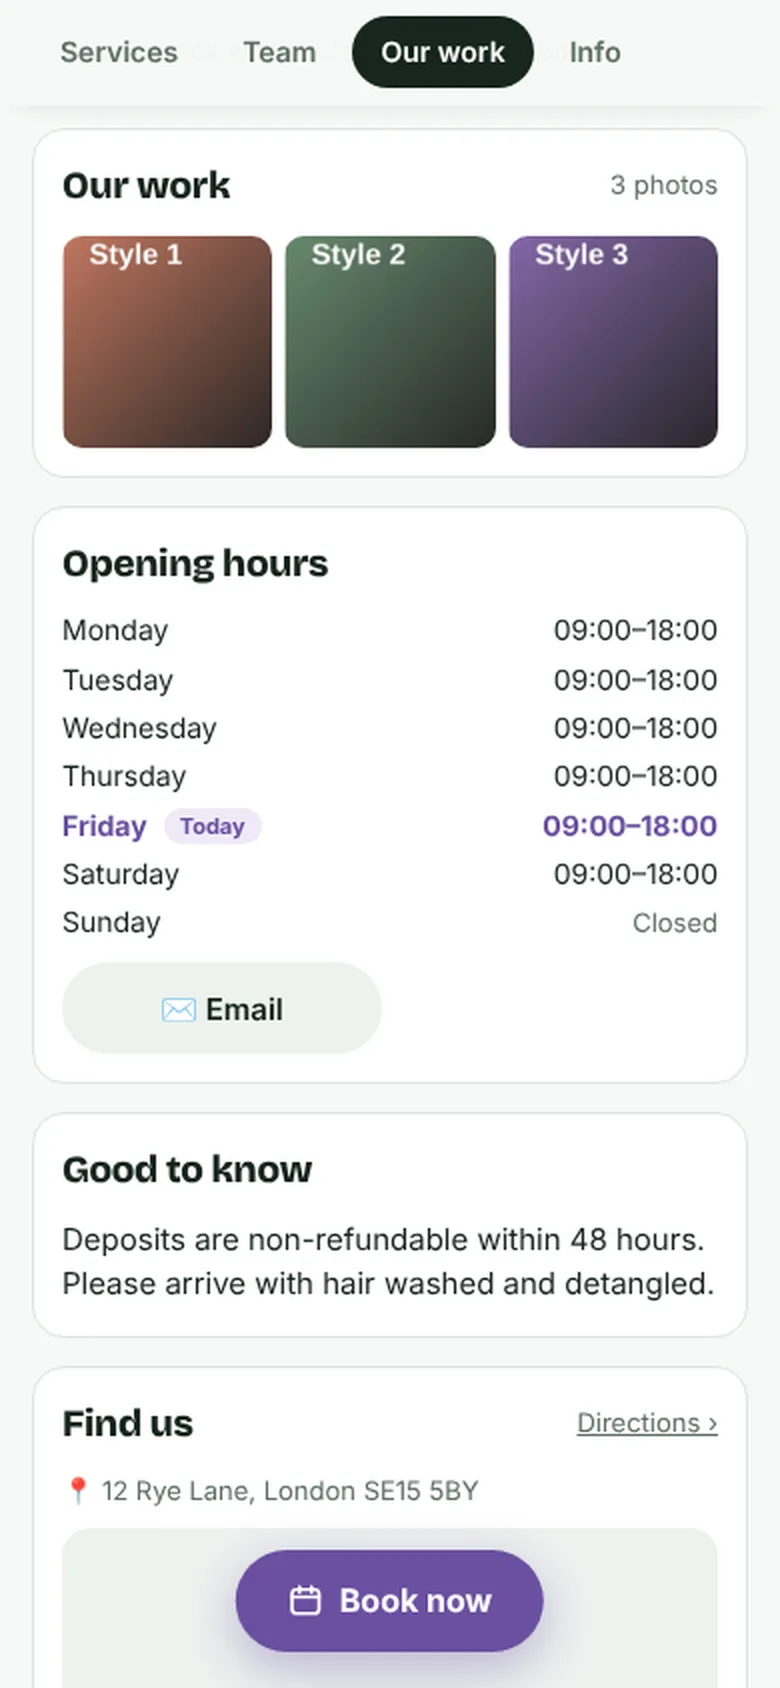 Services Team Our work Info
Our work 3 photos
Style 1 Style 2 Style 3
Opening hours
Monday 09:00–18:00
Tuesday 09:00–18:00
Wednesday 09:00–18:00
Thursday 09:00–18:00
Friday Today 09:00–18:00
Saturday 09:00–18:00
Sunday Closed
✉️ Email
Good to know
Deposits are non-refundable within 48 hours.
Please arrive with hair washed and detangled.
Find us Directions ›
📍 12 Rye Lane, London SE15 5BY
Book now